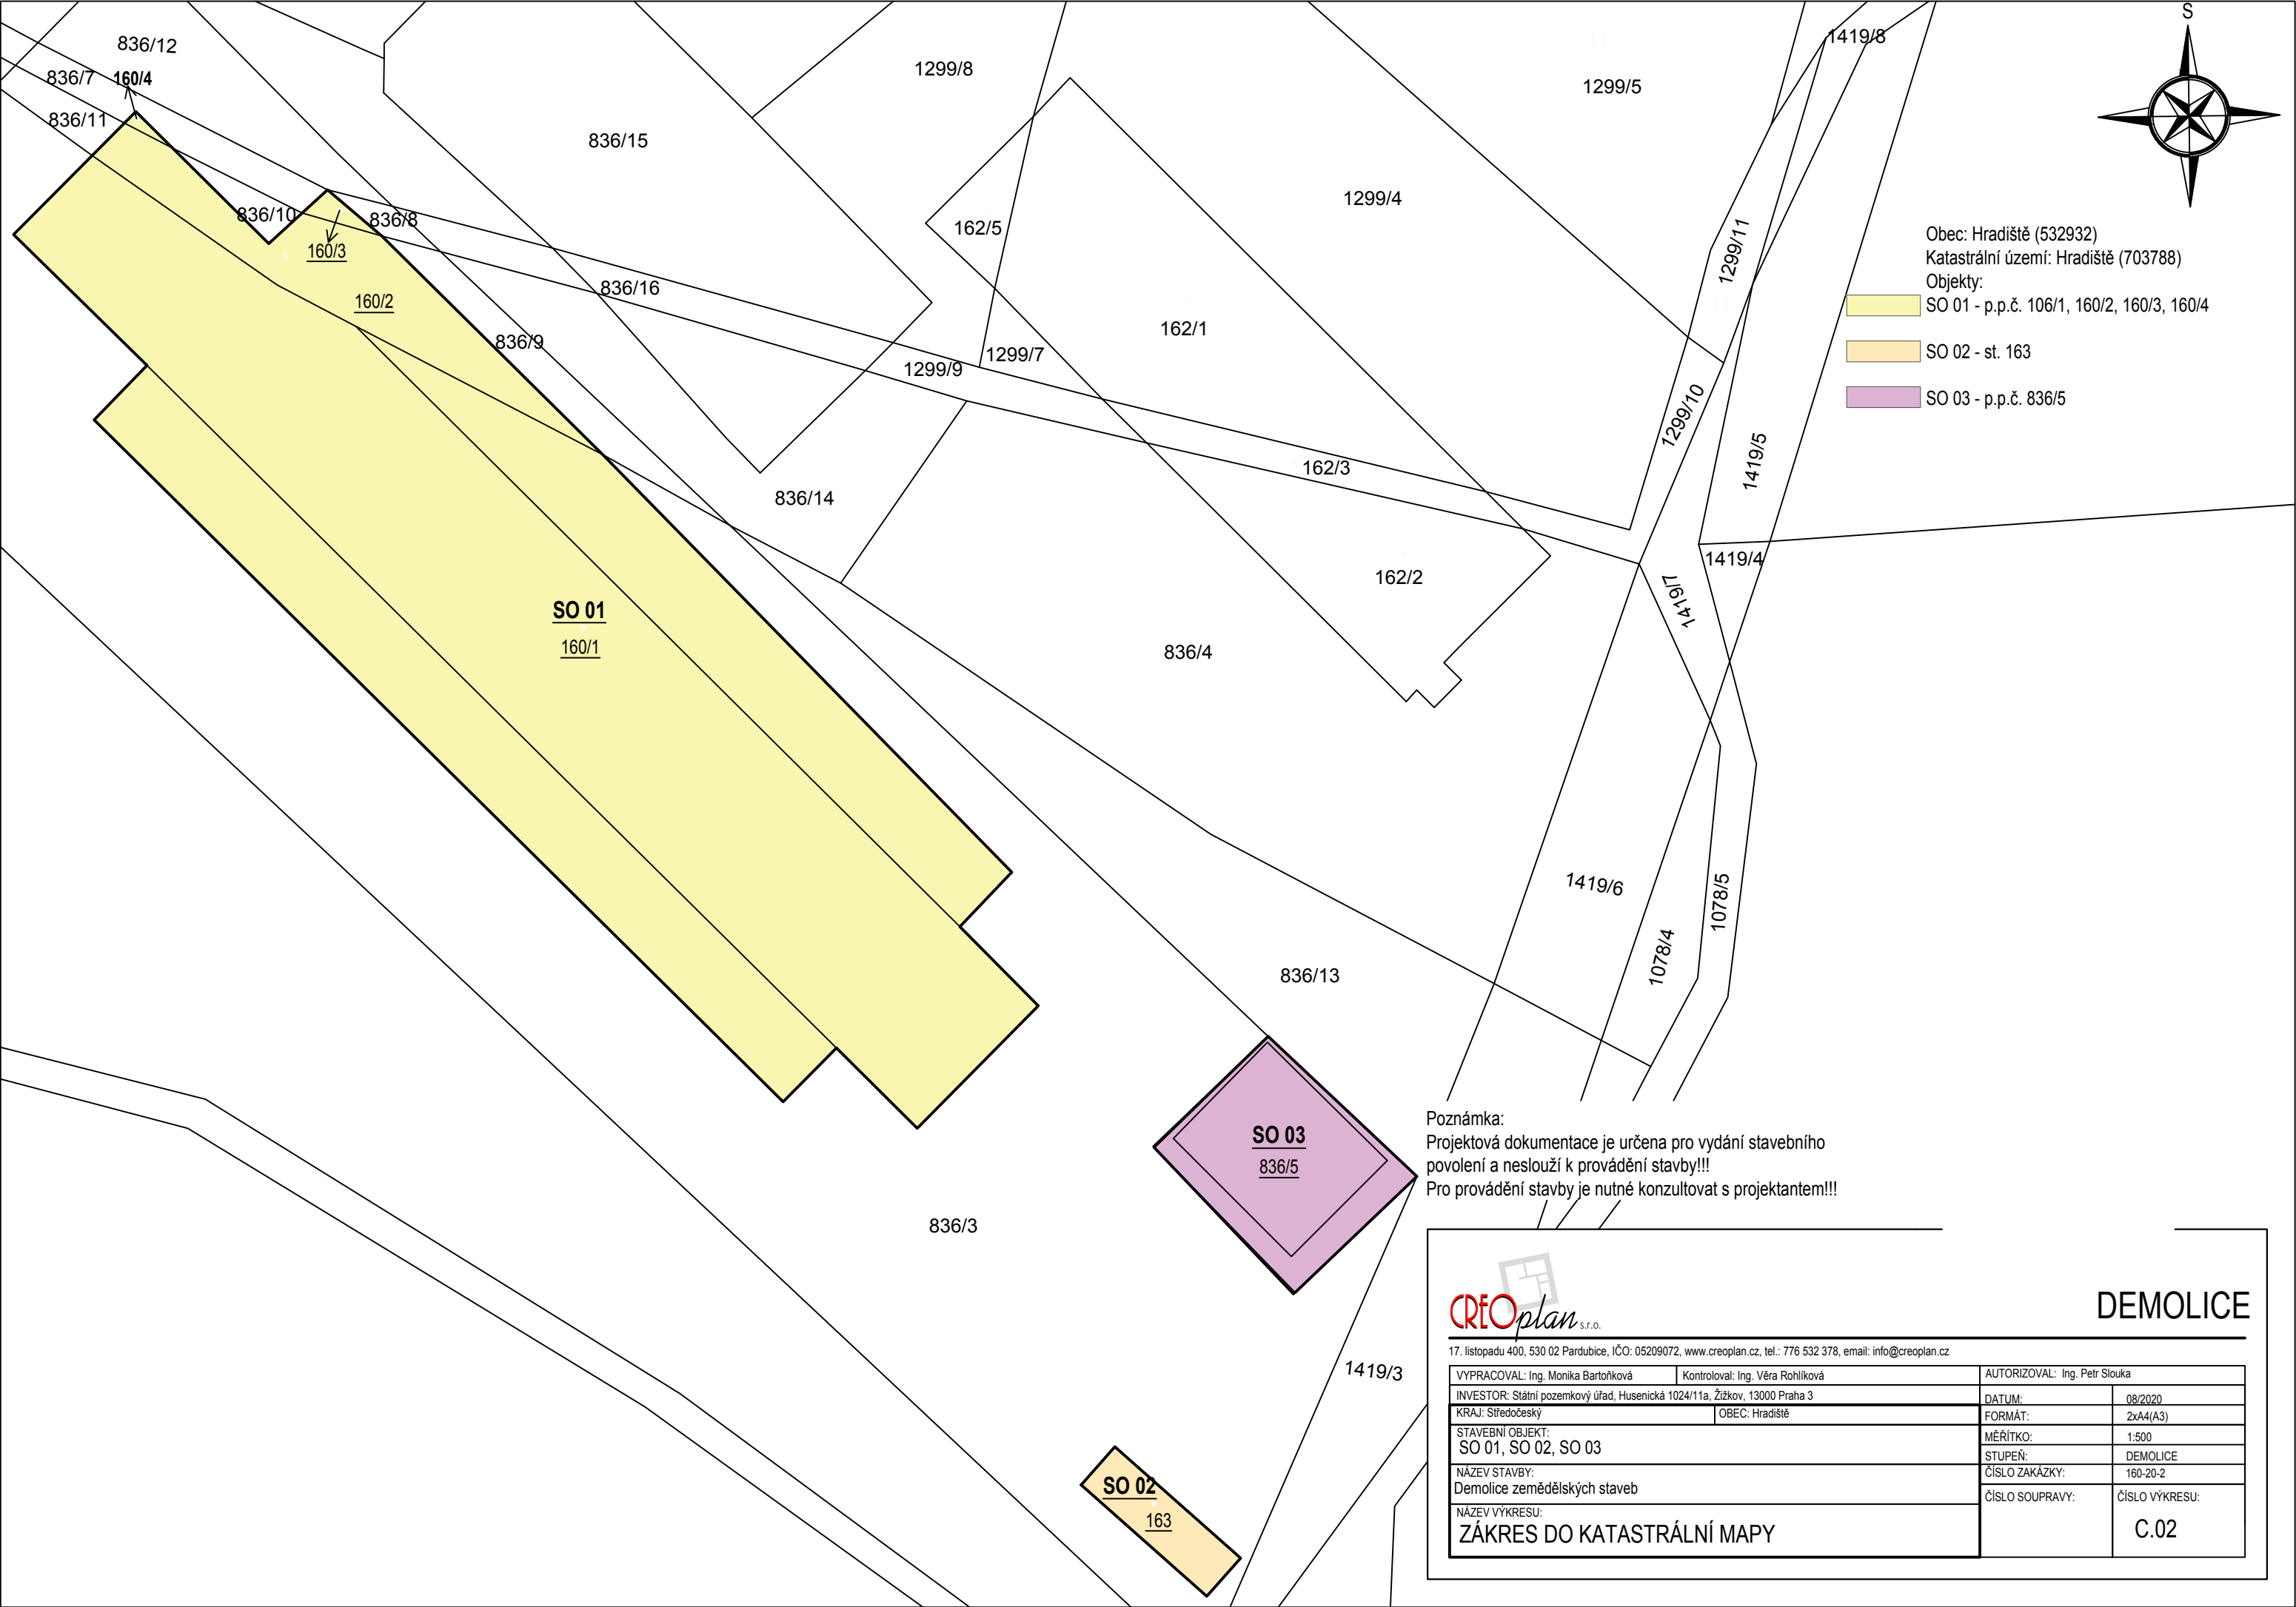 S
836/12
836/7
160/4
836/11
836/10
836/8
160/3
160/2
836/15
836/16
836/9
1299/8
1299/5
1419/8
162/5
1299/4
1299/11
162/1
1299/7
1299/9
1299/10
1419/5
162/3
836/14
1419/4
1419/7
162/2
SO 01
160/1
836/4
1419/6
1078/5
1078/4
836/13
SO 03
836/5
836/3
1419/3
SO 02
163
Obec: Hradiště (532932)
Katastrální území: Hradiště (703788)
Objekty:
SO 01 - p.p.č. 106/1, 160/2, 160/3, 160/4
SO 02 - st. 163
SO 03 - p.p.č. 836/5
Poznámka:
Projektová dokumentace je určena pro vydání stavebního
povolení a neslouží k provádění stavby!!!
Pro provádění stavby je nutné konzultovat s projektantem!!!
CREOplan s.r.o.
DEMOLICE
17. listopadu 400, 530 02 Pardubice, IČO: 05209072, www.creoplan.cz, tel.: 776 532 378, email: info@creoplan.cz
VYPRACOVAL: Ing. Monika Bartoňková Kontroloval: Ing. Věra Rohlíková AUTORIZOVAL: Ing. Petr Slouka
INVESTOR: Státní pozemkový úřad, Husenická 1024/11a, Žižkov, 13000 Praha 3
DATUM: 08/2020
KRAJ: Středočeský OBEC: Hradiště
FORMÁT: 2xA4(A3)
STAVEBNÍ OBJEKT:
SO 01, SO 02, SO 03
MĚŘÍTKO: 1:500
STUPEŇ: DEMOLICE
NÁZEV STAVBY:
Demolice zemědělských staveb
ČÍSLO ZAKÁZKY: 160-20-2
ČÍSLO SOUPRAVY: ČÍSLO VÝKRESU:
NÁZEV VÝKRESU:
ZÁKRES DO KATASTRÁLNÍ MAPY
C.02